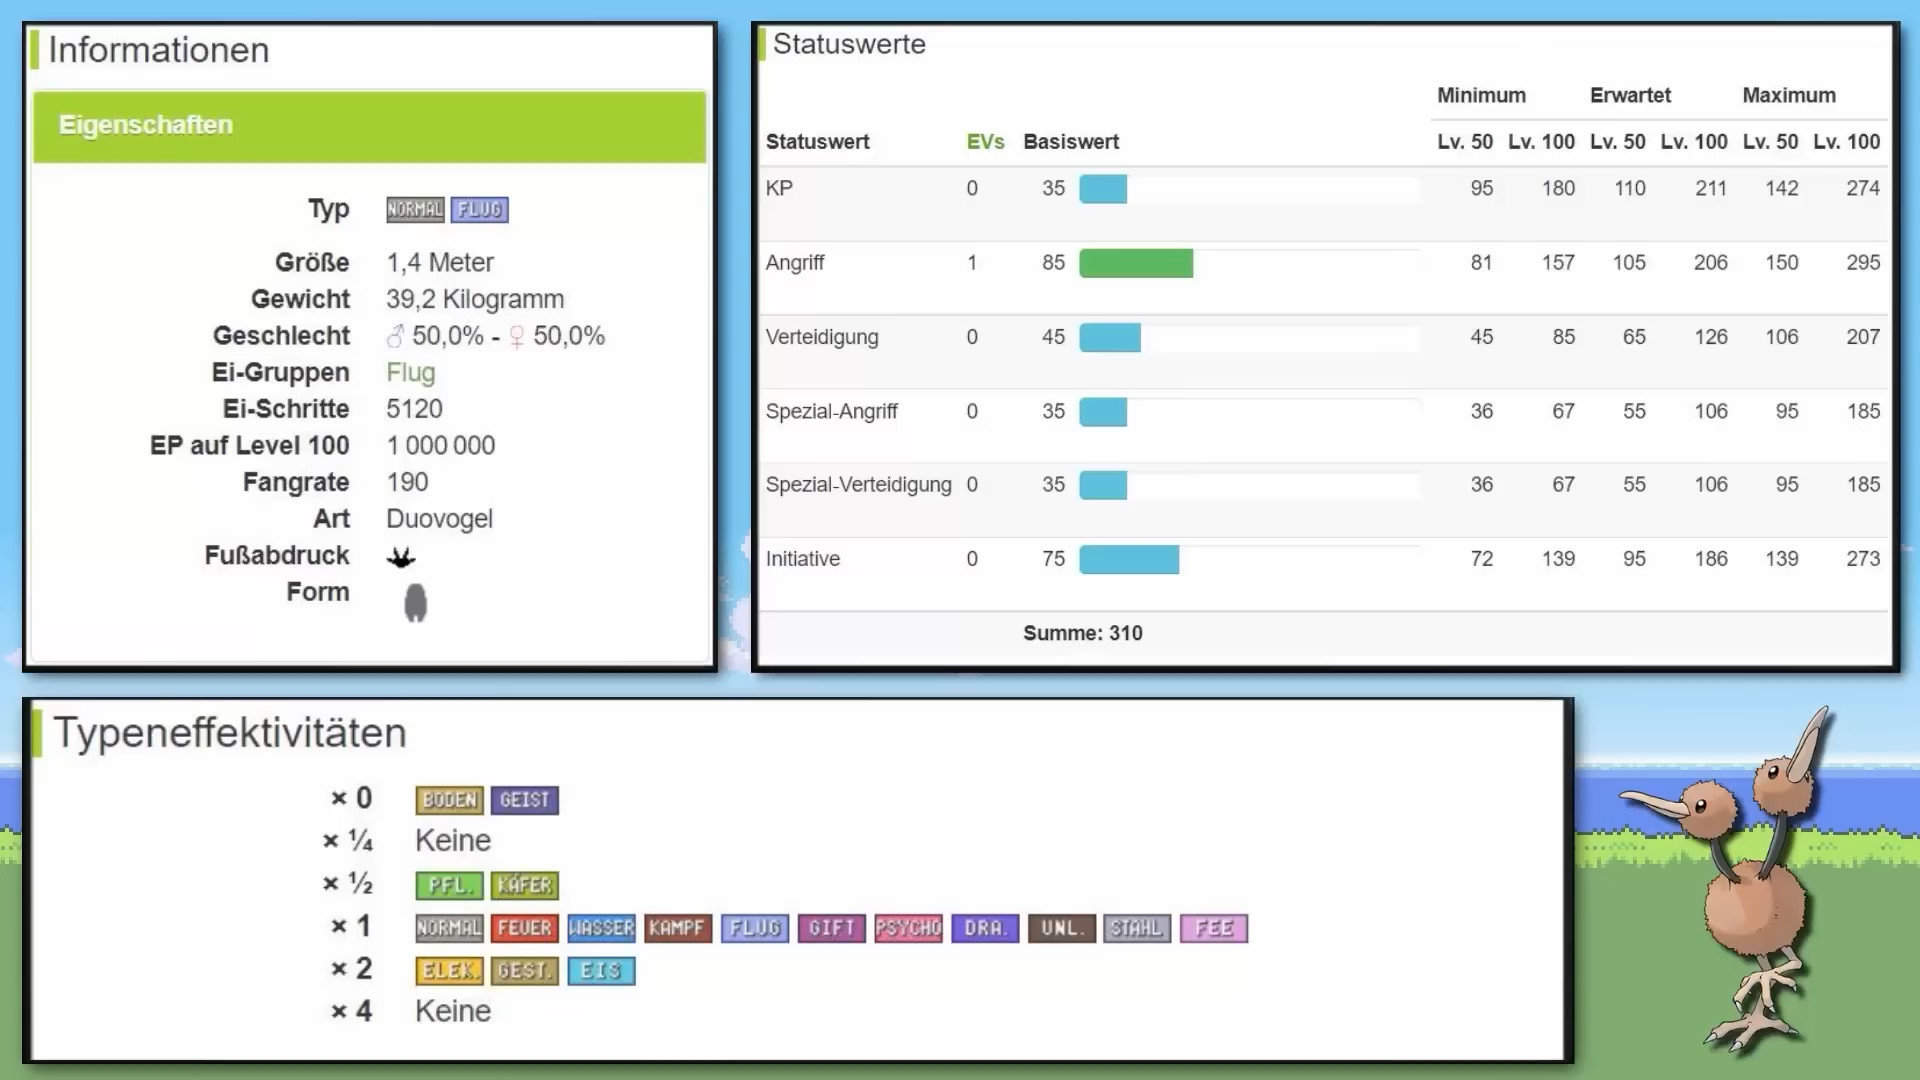 Informationen
Eigenschaften
Typ NORMAL FLUG
Größe 1,4 Meter
Gewicht 39,2 Kilogramm
Geschlecht ♂ 50,0% - ♀ 50,0%
Ei-Gruppen Flug
Ei-Schritte 5120
EP auf Level 100 1 000 000
Fangrate 190
Art Duovogel
Fußabdruck
Form
Statuswerte
Minimum Erwartet Maximum
Statuswert EVs Basiswert Lv. 50 Lv. 100 Lv. 50 Lv. 100 Lv. 50 Lv. 100
KP 0 35 95 180 110 211 142 274
Angriff 1 85 81 157 105 206 150 295
Verteidigung 0 45 45 85 65 126 106 207
Spezial-Angriff 0 35 36 67 55 106 95 185
Spezial-Verteidigung 0 35 36 67 55 106 95 185
Initiative 0 75 72 139 95 186 139 273
Summe: 310
Typeneffektivitäten
× 0 BODEN GEIST
× ¼ Keine
× ½ PFL. KÄFER
× 1 NORMAL FEUER WASSER KAMPF FLUG GIFT PSYCHO DRA. UNL. STAHL FEE
× 2 ELEK. GEST. EIS
× 4 Keine